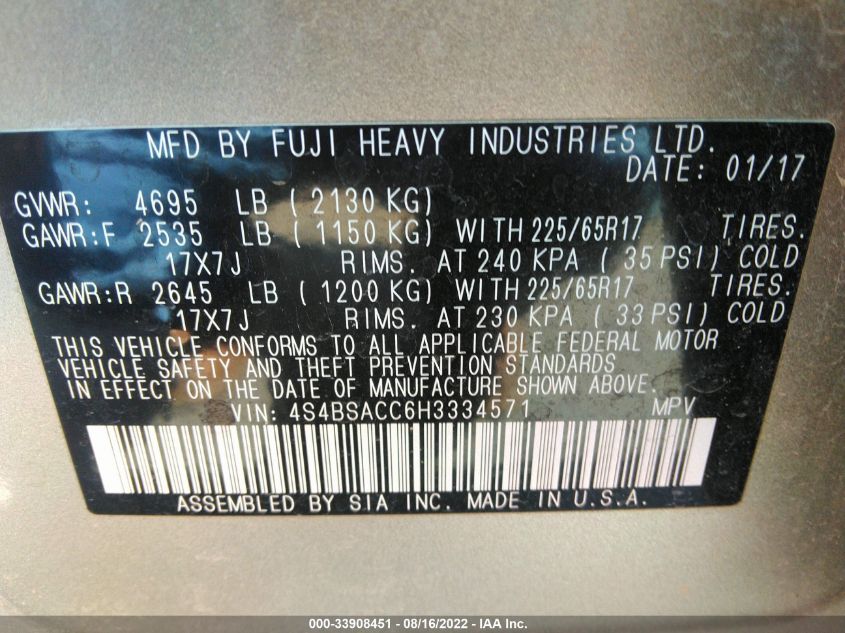 MFD BY FUJI HEAVY INDUSTRIES LTD.
DATE: 01/17
GVWR: 4695 LB ( 2130 KG)
GAWR:F 2535 LB ( 1150 KG) WITH 225/65R17 TIRES.
17X7J RIMS. AT 240 KPA ( 35 PSI) COLD
GAWR:R 2645 LB ( 1200 KG) WITH 225/65R17 TIRES.
17X7J RIMS. AT 230 KPA ( 33 PSI) COLD
THIS VEHICLE CONFORMS TO ALL APPLICABLE FEDERAL MOTOR
VEHICLE SAFETY AND THEFT PREVENTION STANDARDS
IN EFFECT ON THE DATE OF MANUFACTURE SHOWN ABOVE.
VIN: 4S4BSACC6H3334571 MPV
ASSEMBLED BY SIA INC. MADE IN U.S.A.
000-33908451 - 08/16/2022 - IAA Inc.